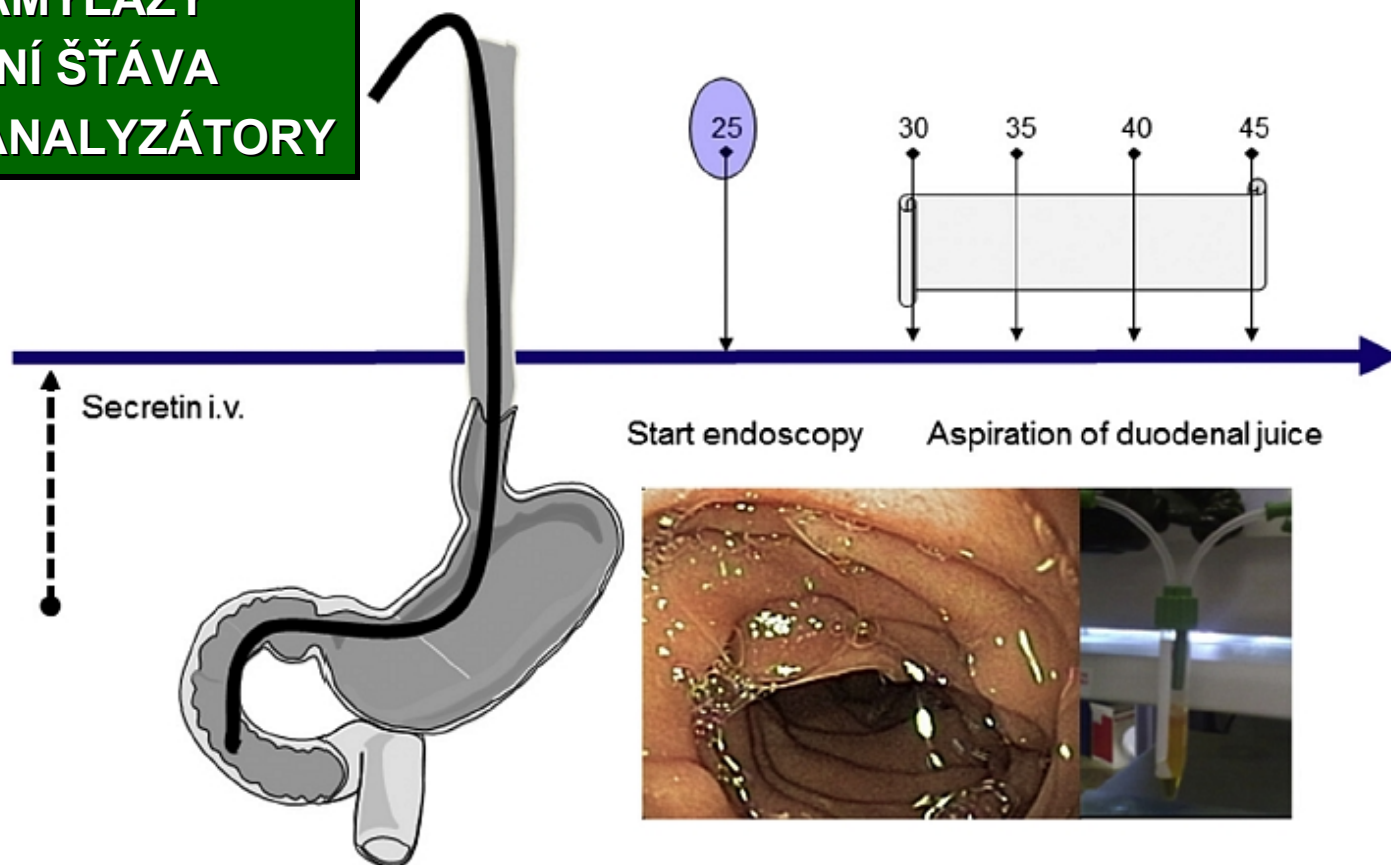 NÍ ŠŤÁVA
ANALYZÁTORY
25
30 35 40 45
Secretin i.v.
Start endoscopy
Aspiration of duodenal juice